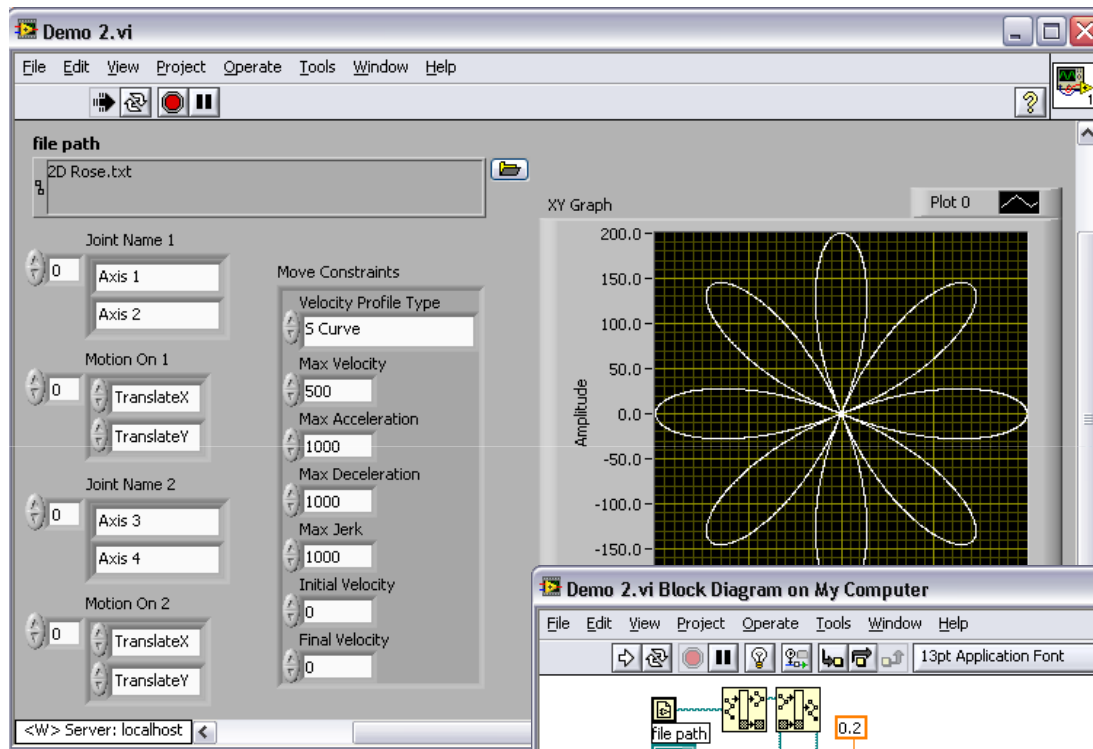 Demo 2.vi
File Edit View Project Operate Tools Window Help
1
file path
2D Rose.txt
Joint Name 1
0
Axis 1
Axis 2
Motion On 1
0
TranslateX
TranslateY
Joint Name 2
0
Axis 3
Axis 4
Motion On 2
0
TranslateX
TranslateY
Move Constraints
Velocity Profile Type
S Curve
Max Velocity
500
Max Acceleration
1000
Max Deceleration
1000
Max Jerk
1000
Initial Velocity
0
Final Velocity
0
XY Graph
Plot 0
Amplitude
200.0
150.0
100.0
50.0
0.0
-50.0
-100.0
-150.0
<W> Server: localhost
Demo 2.vi Block Diagram on My Computer
File Edit View Project Operate Tools Window Help
13pt Application Font
file path
0.2